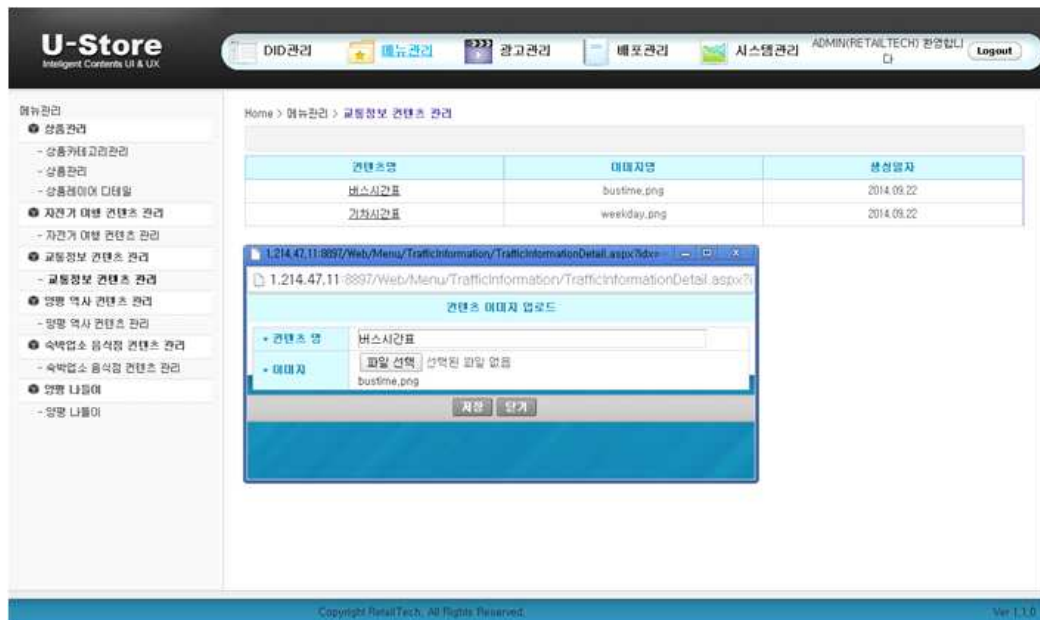 U-Store
Inteligent Contents UI & UX
DID관리
메뉴관리
광고관리
배포관리
시스템관리
ADMIN(RETAILTECH) 환영합니다
Logout
메뉴관리
상품관리
- 상품카테고리관리
- 상품관리
- 상품레이어 디테일
자전거 여행 컨텐츠 관리
- 자전거 여행 컨텐츠 관리
교통정보 컨텐츠 관리
- 교통정보 컨텐츠 관리
양평 역사 컨텐츠 관리
- 양평 역사 컨텐츠 관리
숙박업소 음식점 컨텐츠 관리
- 숙박업소 음식점 컨텐츠 관리
양평 나들이
- 양평 나들이
Home > 메뉴관리 > 교통정보 컨텐츠 관리
컨텐츠명 이미지명 생성일자
버스시간표 bustime.png 2014.09.22
기차시간표 weekday.png 2014.09.22
1.214.47.11:8897/Web/Menu/TrafficInformation/TrafficInformationDetail.aspx?idx=
1.214.47.11:8897/Web/Menu/TrafficInformation/TrafficInformationDetail.aspx?i
컨텐츠 이미지 업로드
컨텐츠 명 버스시간표
이미지 파일 선택 선택된 파일 없음
bustime.png
저장 닫기
Copyright RetailTech. All Rights Reserved.
Ver 1.1.0